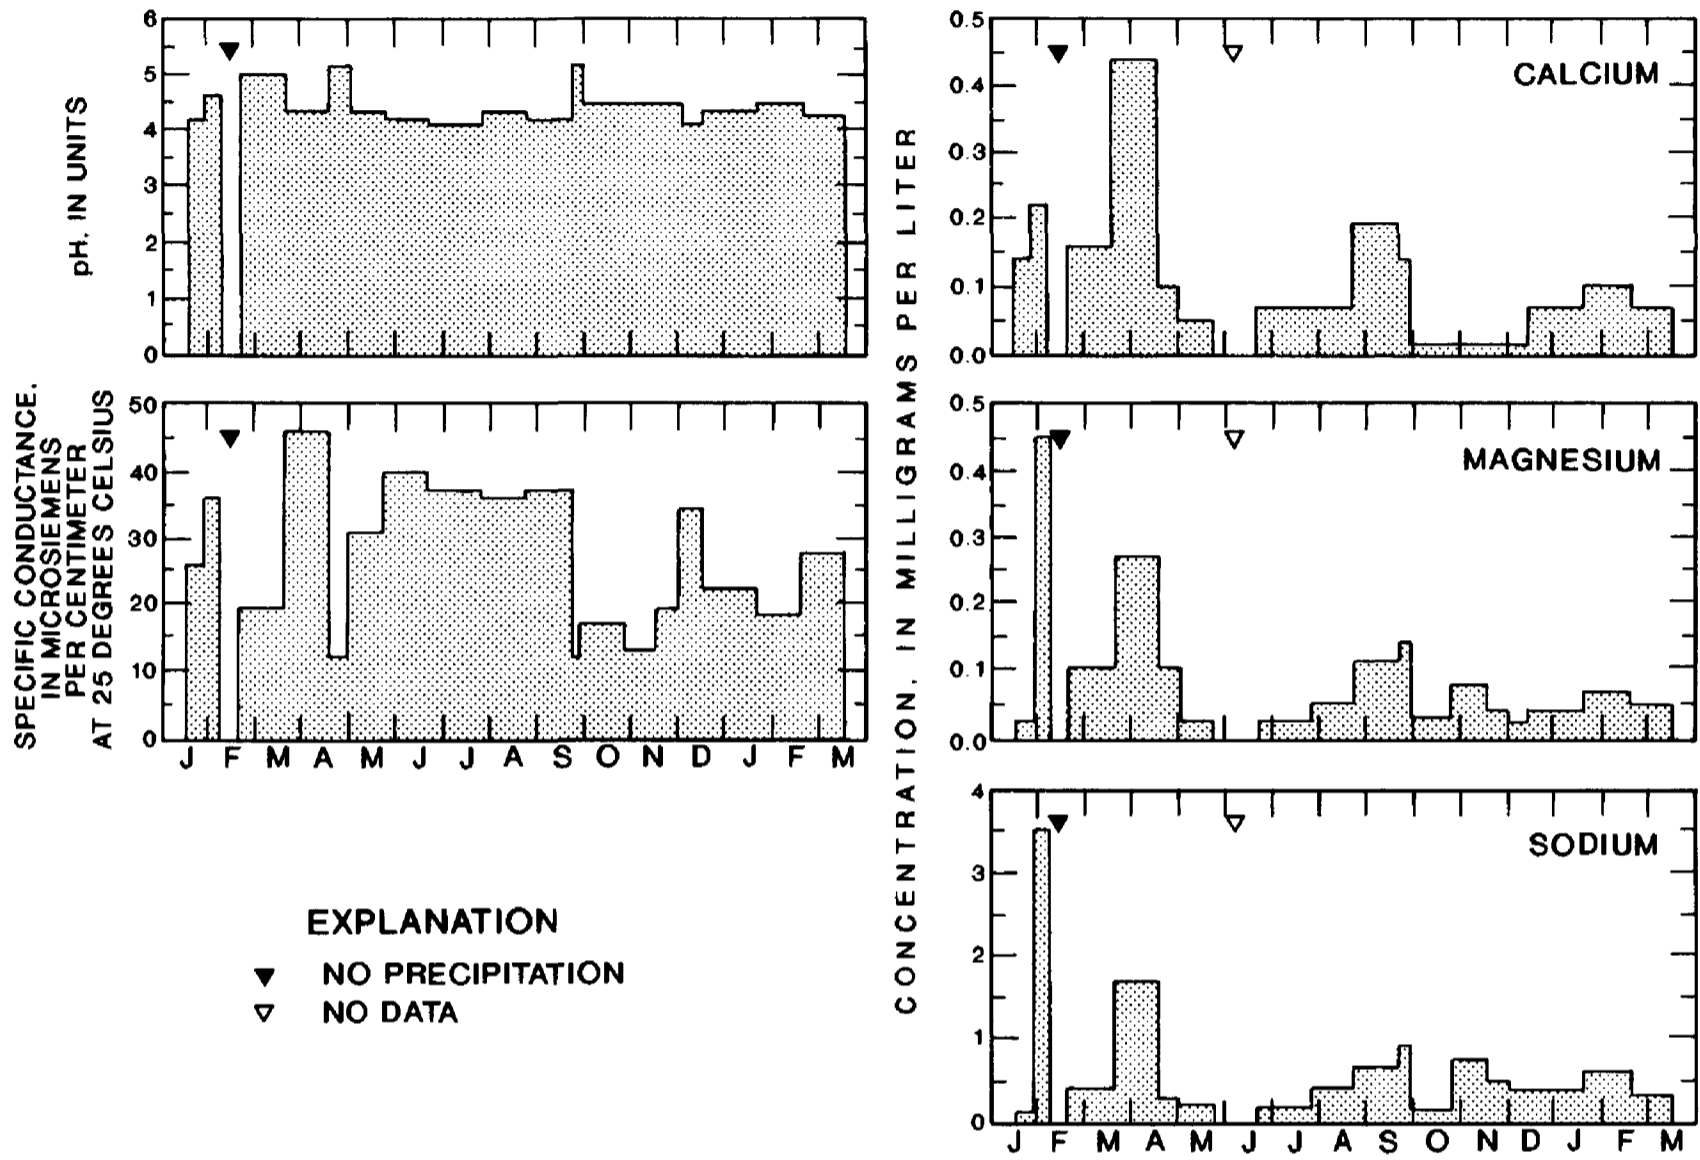 pH, IN UNITS
6
5
4
3
2
1
0
SPECIFIC CONDUCTANCE,
IN MICROSIEMENS
PER CENTIMETER
AT 25 DEGREES CELSIUS
50
40
30
20
10
0
J F M A M J J A S O N D J F M
EXPLANATION
NO PRECIPITATION
NO DATA
CONCENTRATION, IN MILLIGRAMS PER LITER
0.5
0.4
0.3
0.2
0.1
0.0
CALCIUM
0.5
0.4
0.3
0.2
0.1
0.0
MAGNESIUM
4
3
2
1
0
SODIUM
J F M A M J J A S O N D J F M